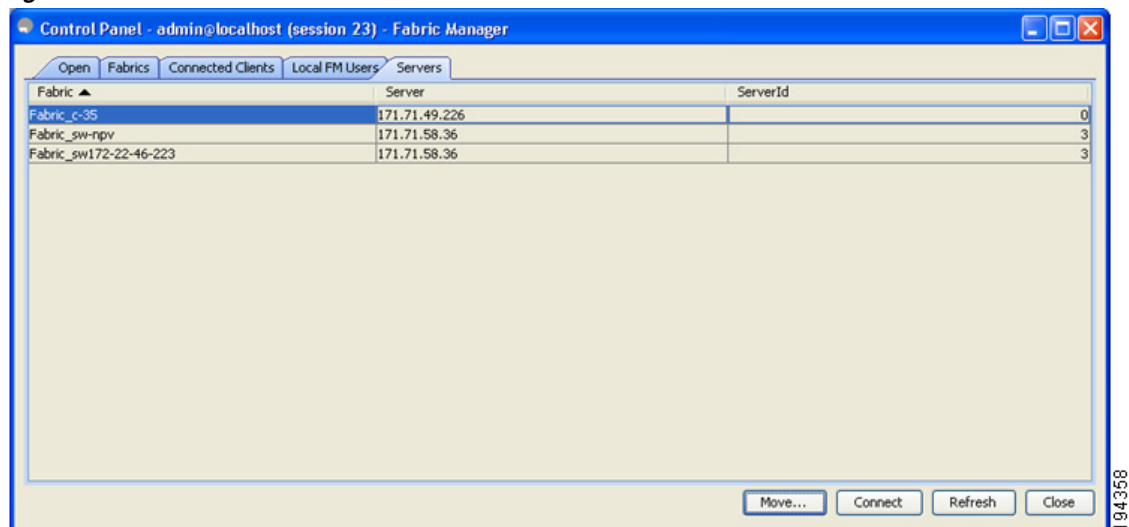 Control Panel - admin@localhost (session 23) - Fabric Manager
Open Fabrics Connected Clients Local FM Users Servers
Fabric Server ServerId
Fabric_c-35 171.71.49.226 0
Fabric_sw-npv 171.71.58.36 3
Fabric_sw172-22-46-223 171.71.58.36 3
Move... Connect Refresh Close
94358